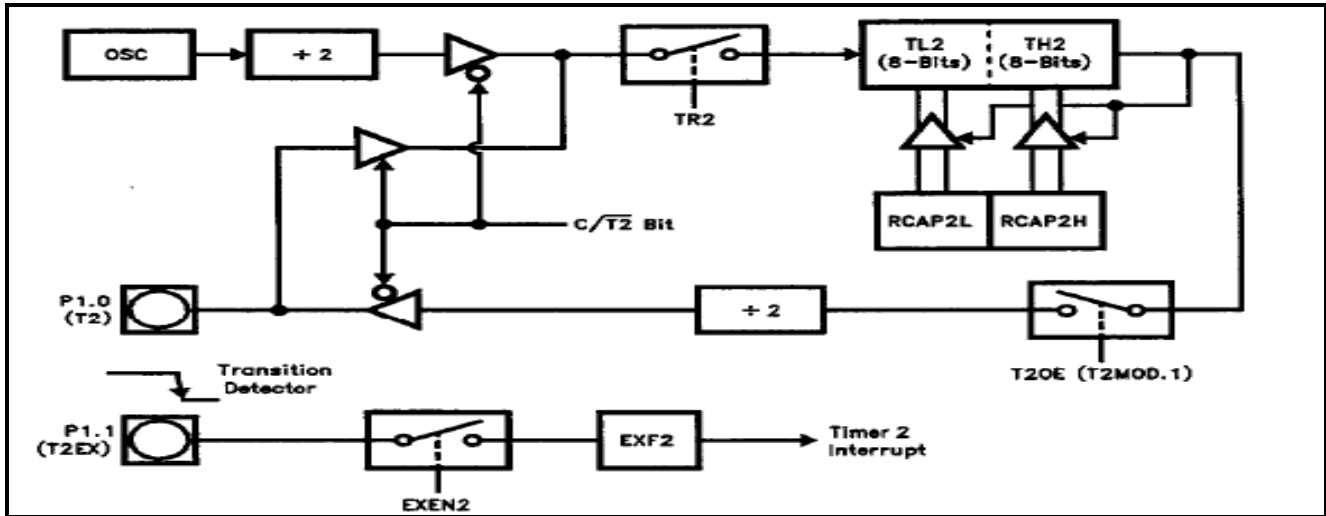 OSC
÷ 2
TR2
TL2
(8-Bits)
TH2
(8-Bits)
RCAP2L
RCAP2H
C/T2̅ Bit
P1.0
(T2)
÷ 2
T2OE (T2MOD.1)
Transition
Detector
P1.1
(T2EX)
EXEN2
EXF2
Timer 2
Interrupt